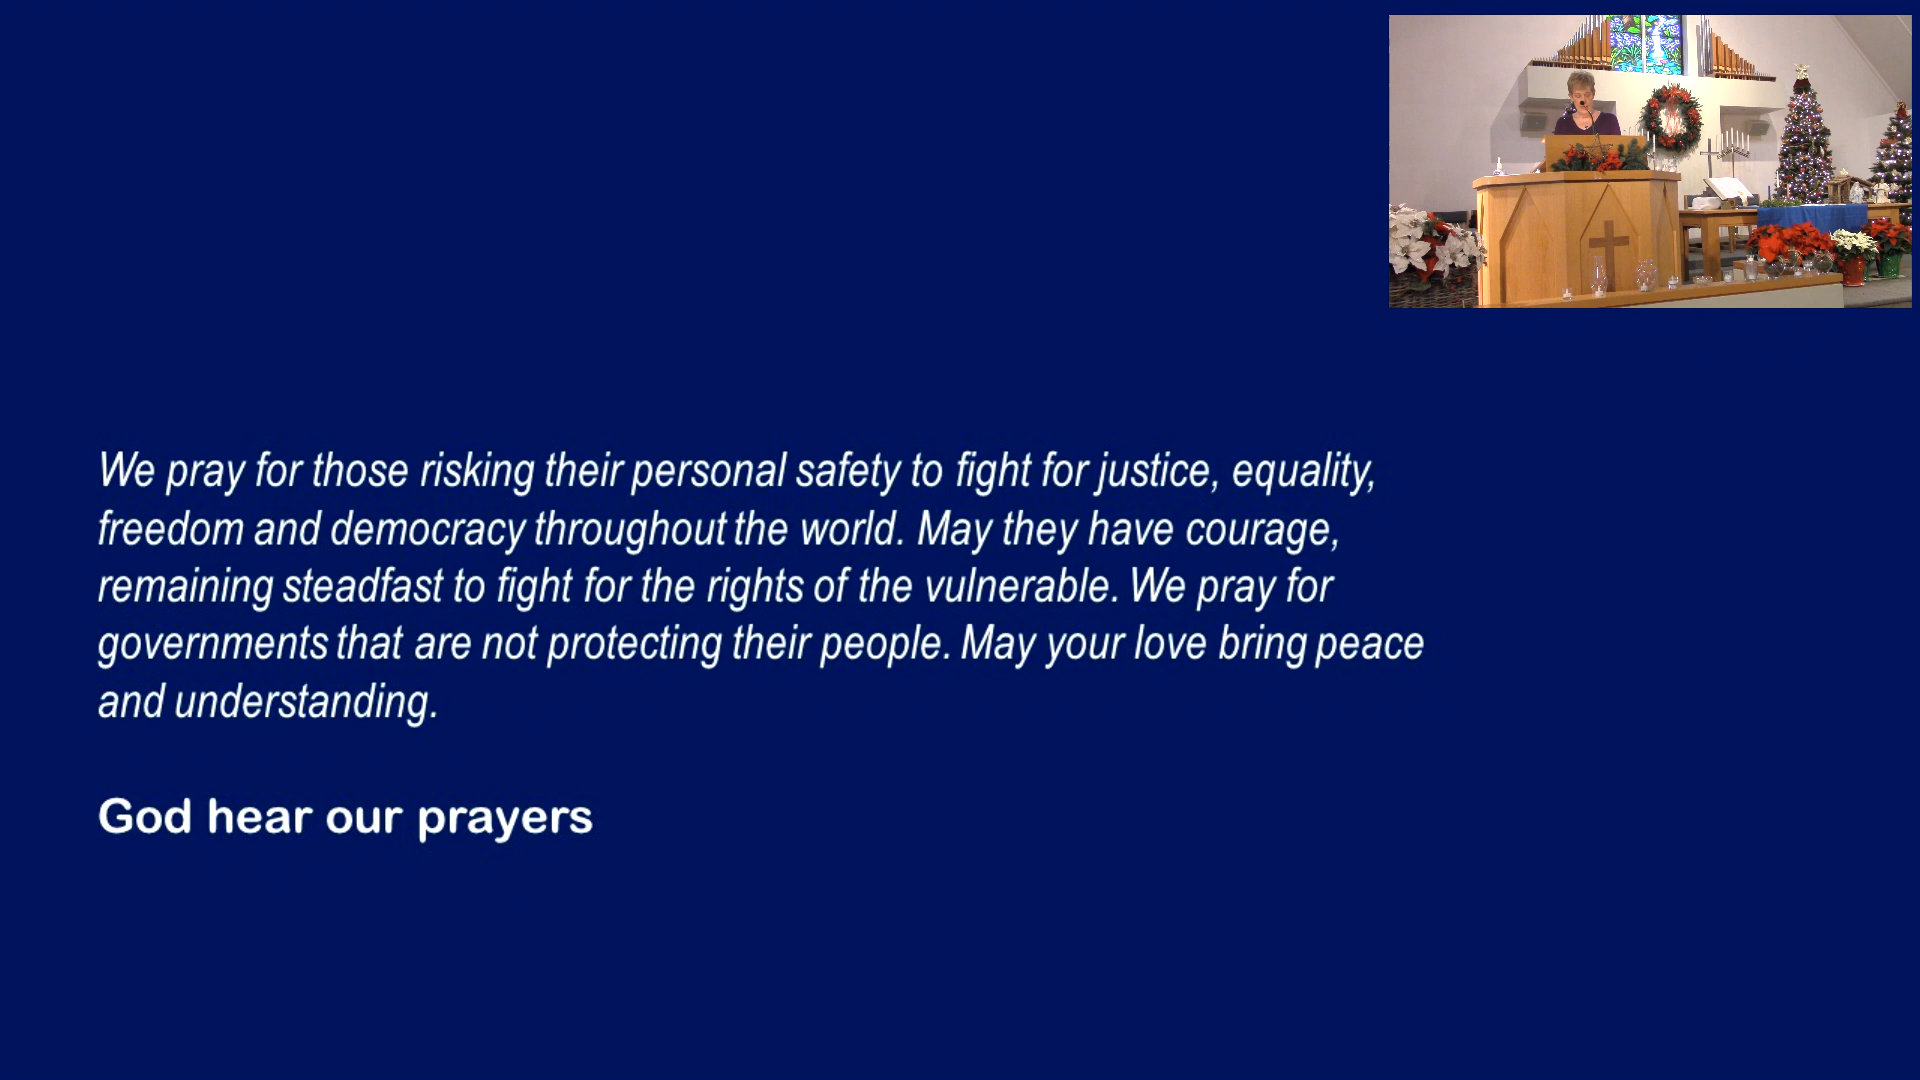 We pray for those risking their personal safety to fight for justice, equality,
freedom and democracy throughout the world. May they have courage,
remaining steadfast to fight for the rights of the vulnerable. We pray for
governments that are not protecting their people. May your love bring peace
and understanding.
God hear our prayers